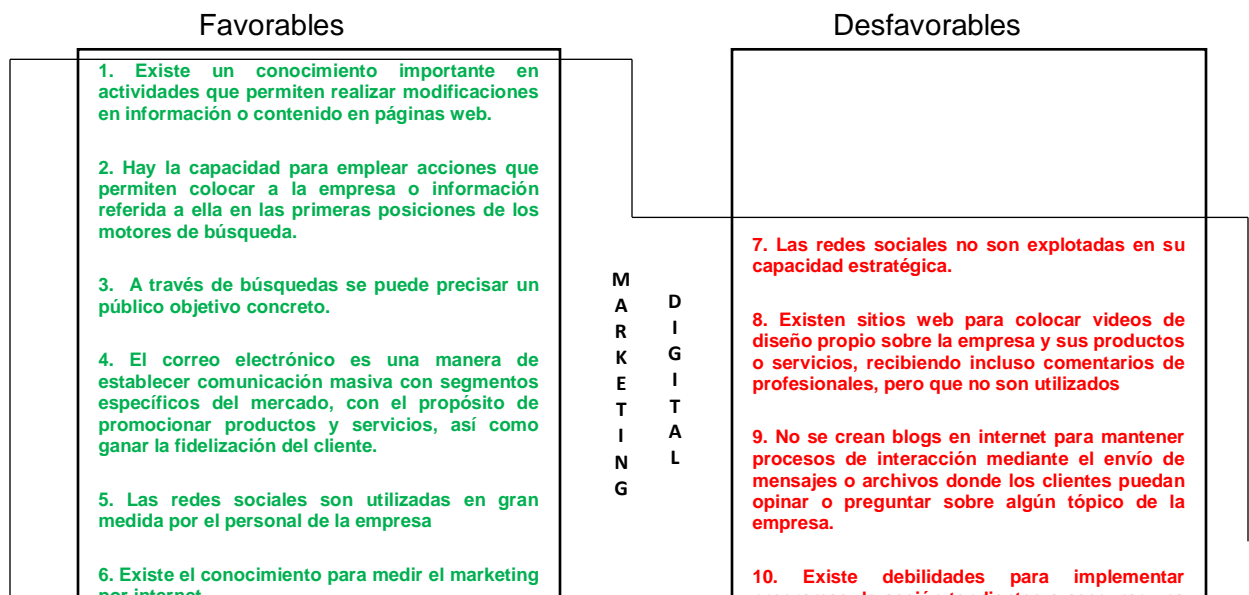 Favorables
1. Existe un conocimiento importante en
actividades que permiten realizar modificaciones
en información o contenido en páginas web.
2. Hay la capacidad para emplear acciones que
permiten colocar a la empresa o información
referida a ella en las primeras posiciones de los
motores de búsqueda.
3. A través de búsquedas se puede precisar un
público objetivo concreto.
4. El correo electrónico es una manera de
establecer comunicación masiva con segmentos
específicos del mercado, con el propósito de
promocionar productos y servicios, así como
ganar la fidelización del cliente.
5. Las redes sociales son utilizadas en gran
medida por el personal de la empresa
6. Existe el conocimiento para medir el marketing
por internet
MARKETING
DIGITAL
Desfavorables
7. Las redes sociales no son explotadas en su
capacidad estratégica.
8. Existen sitios web para colocar videos de
diseño propio sobre la empresa y sus productos
o servicios, recibiendo incluso comentarios de
profesionales, pero que no son utilizados
9. No se crean blogs en internet para mantener
procesos de interacción mediante el envío de
mensajes o archivos donde los clientes puedan
opinar o preguntar sobre algún tópico de la
empresa.
10. Existe debilidades para implementar